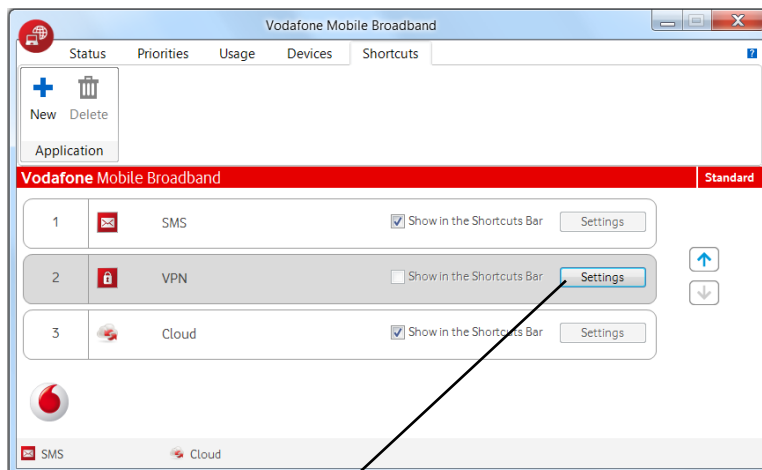 Vodafone Mobile Broadband
Status Priorities Usage Devices Shortcuts
New Delete
Application
Vodafone Mobile Broadband Standard
1 SMS Show in the Shortcuts Bar Settings
2 VPN Show in the Shortcuts Bar Settings
3 Cloud Show in the Shortcuts Bar Settings
SMS Cloud